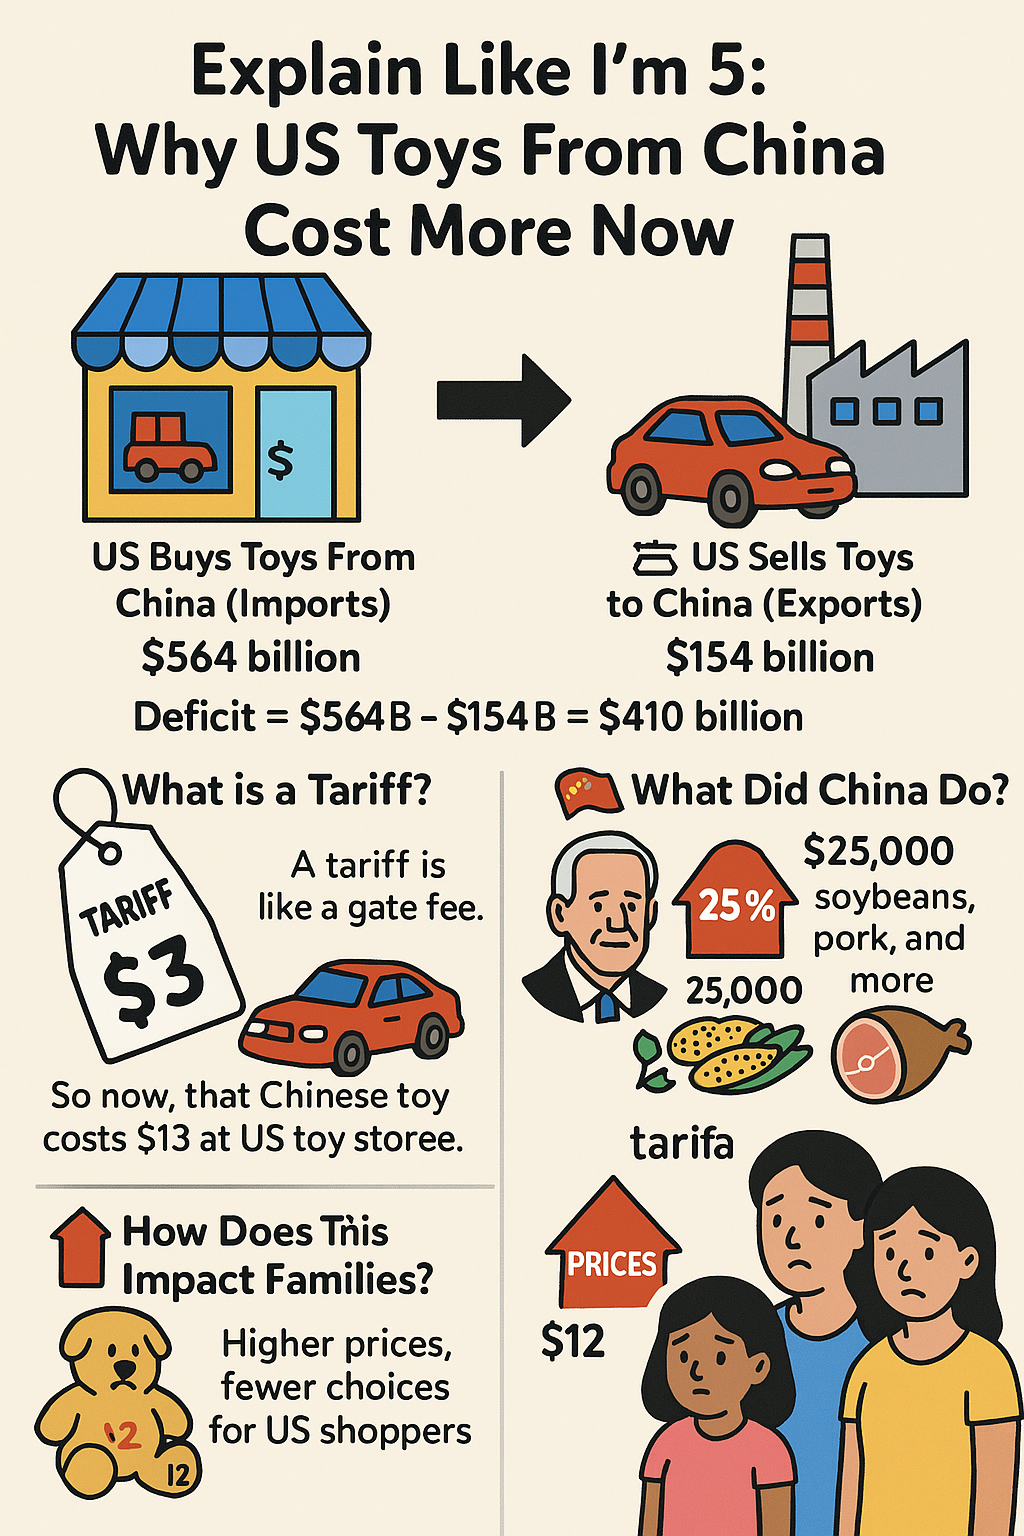 Explain Like I'm 5:
Why US Toys From China
Cost More Now
$
US Buys Toys From
China (Imports)
$564 billion
US Sells Toys
to China (Exports)
$154 billion
Deficit = $564B - $154B = $410 billion
What is a Tariff?
TARIFF
$3
A tariff is
like a gate fee.
So now, that Chinese toy
costs $13 at US toy storee.
What Did China Do?
25%
25,000
$25,000
soybeans,
pork, and
more
tarifa
PRICES
$12
How Does This
Impact Families?
Higher prices,
fewer choices
for US shoppers
12